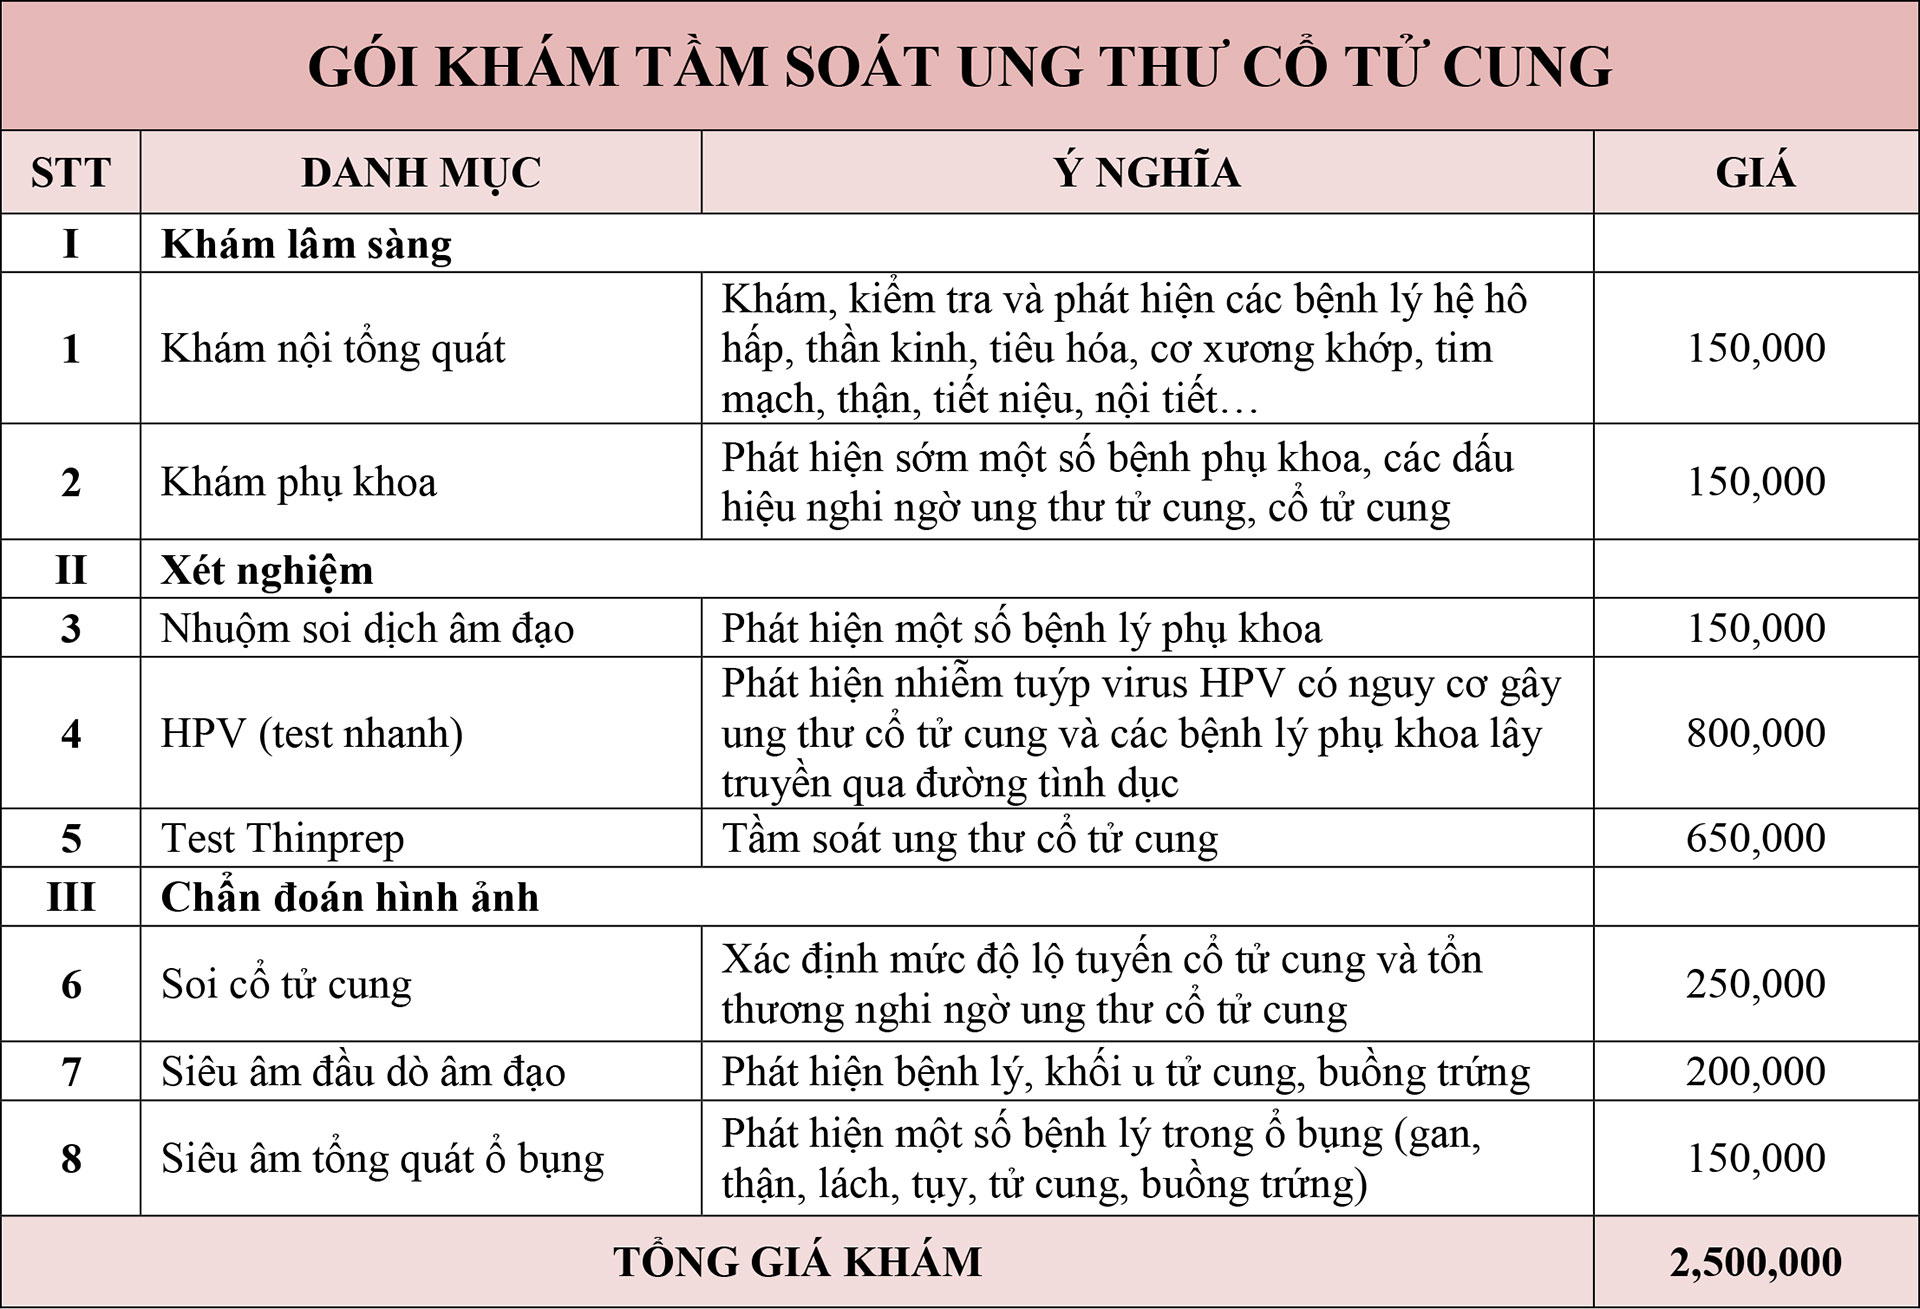 GÓI KHÁM TẦM SOÁT UNG THƯ CỔ TỬ CUNG
STT DANH MỤC Ý NGHĨA GIÁ
I Khám lâm sàng
1 Khám nội tổng quát Khám, kiểm tra và phát hiện các bệnh lý hệ hô
hấp, thần kinh, tiêu hóa, cơ xương khớp, tim
mạch, thận, tiết niệu, nội tiết… 150,000
2 Khám phụ khoa Phát hiện sớm một số bệnh phụ khoa, các dấu
hiệu nghi ngờ ung thư tử cung, cổ tử cung 150,000
II Xét nghiệm
3 Nhuộm soi dịch âm đạo Phát hiện một số bệnh lý phụ khoa 150,000
4 HPV (test nhanh) Phát hiện nhiễm tuýp virus HPV có nguy cơ gây
ung thư cổ tử cung và các bệnh lý phụ khoa lây
truyền qua đường tình dục 800,000
5 Test Thinprep Tầm soát ung thư cổ tử cung 650,000
III Chẩn đoán hình ảnh
6 Soi cổ tử cung Xác định mức độ lộ tuyến cổ tử cung và tổn
thương nghi ngờ ung thư cổ tử cung 250,000
7 Siêu âm đầu dò âm đạo Phát hiện bệnh lý, khối u tử cung, buồng trứng 200,000
8 Siêu âm tổng quát ổ bụng Phát hiện một số bệnh lý trong ổ bụng (gan,
thận, lách, tụy, tử cung, buồng trứng) 150,000
TỔNG GIÁ KHÁM 2,500,000